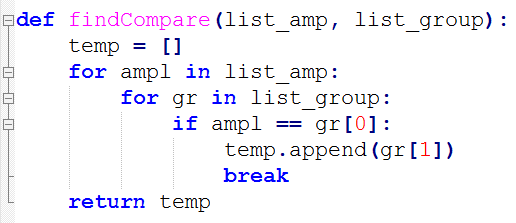 def findCompare(list_amp, list_group):
    temp = []
    for ampl in list_amp:
        for gr in list_group:
            if ampl == gr[0]:
                temp.append(gr[1])
                break
    return temp